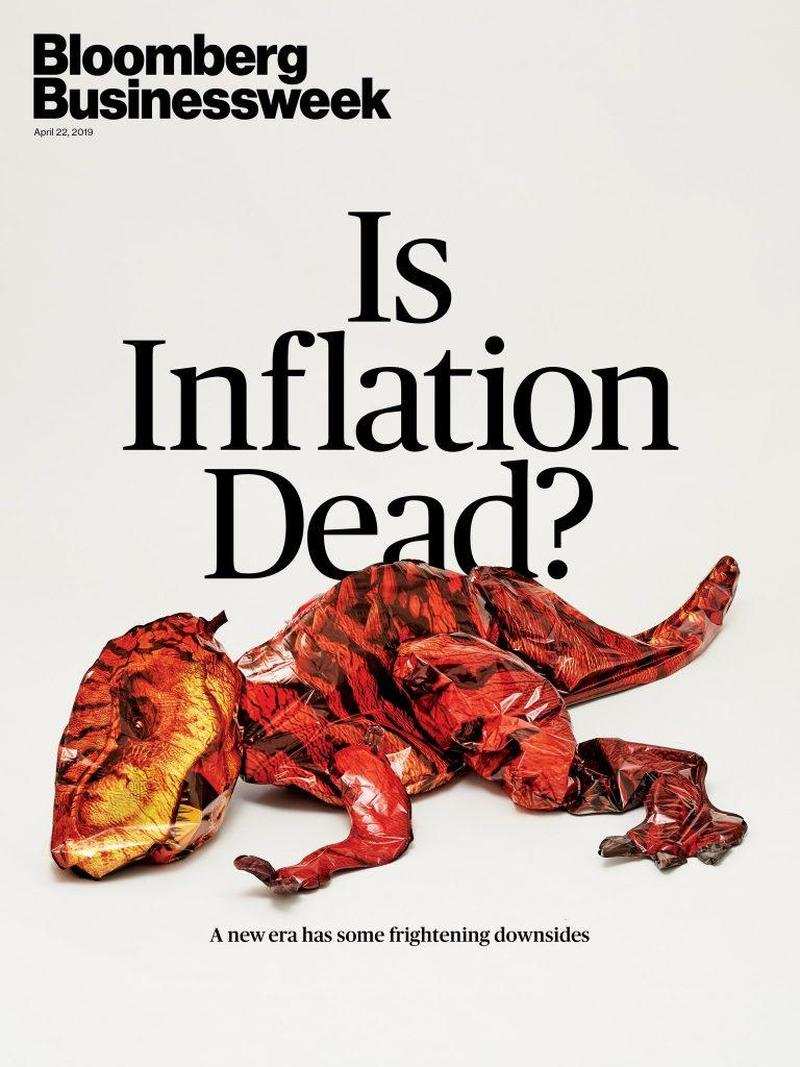 Bloomberg
Businessweek
April 22, 2019
Is
Inflation
Dead?
A new era has some frightening downsides